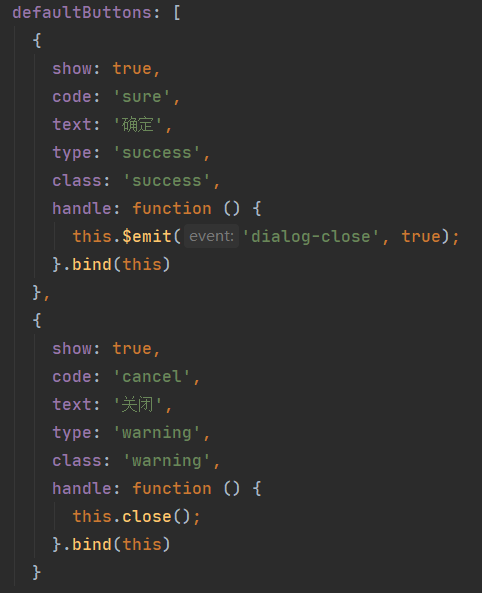 defaultButtons: [
{
show: true,
code: 'sure',
text: '确定',
type: 'success',
class: 'success',
handle: function () {
this.$emit( event: 'dialog-close', true);
}.bind(this)
},
{
show: true,
code: 'cancel',
text: '关闭',
type: 'warning',
class: 'warning',
handle: function () {
this.close();
}.bind(this)
}